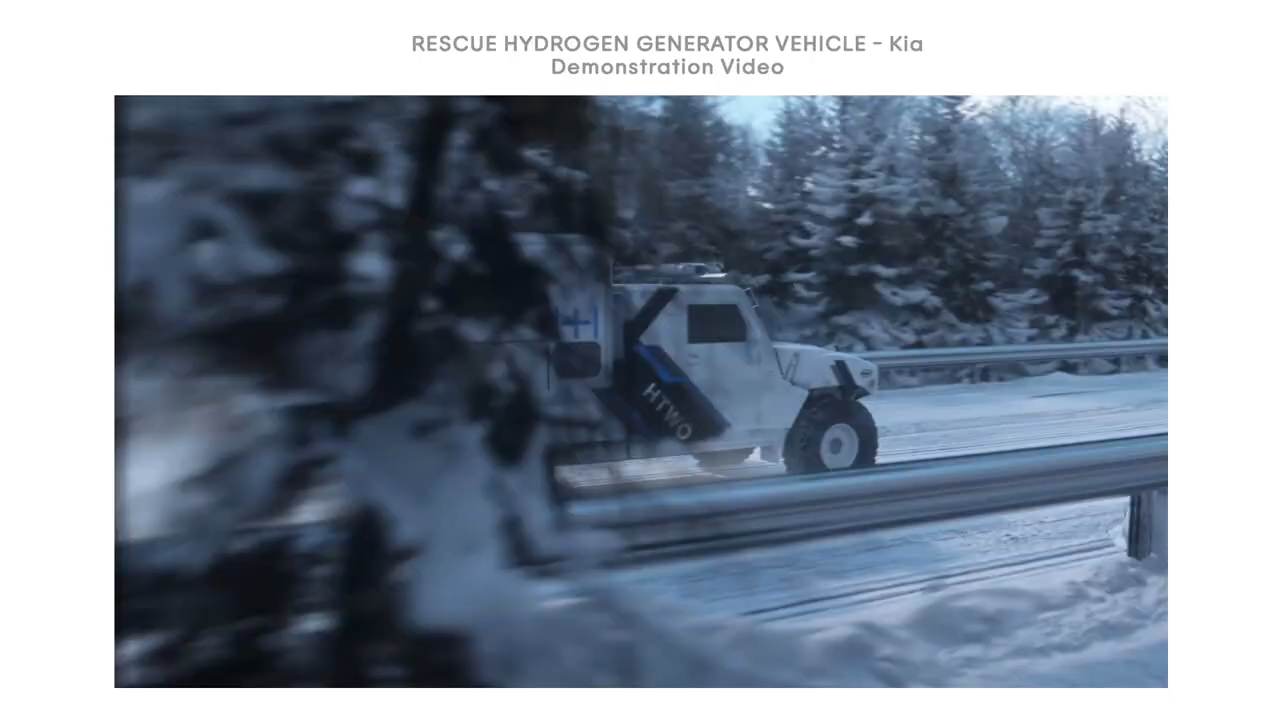 RESCUE HYDROGEN GENERATOR VEHICLE - Kia
Demonstration Video
HTWO